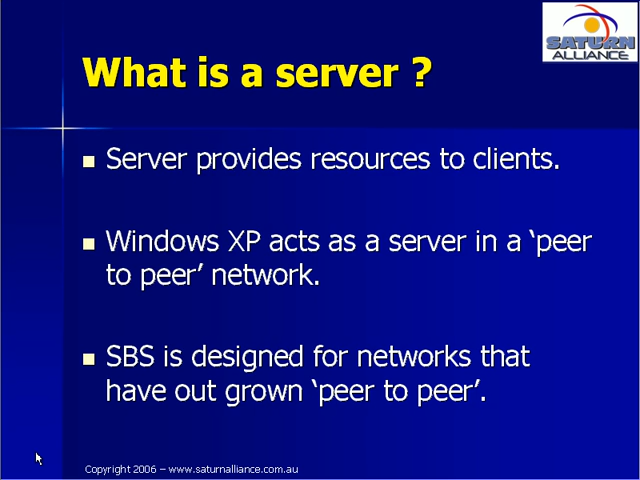 SATURN
ALLIANCE
What is a server ?
Server provides resources to clients.
Windows XP acts as a server in a ‘peer
to peer’ network.
SBS is designed for networks that
have out grown ‘peer to peer’.
Copyright 2006 – www.saturnalliance.com.au